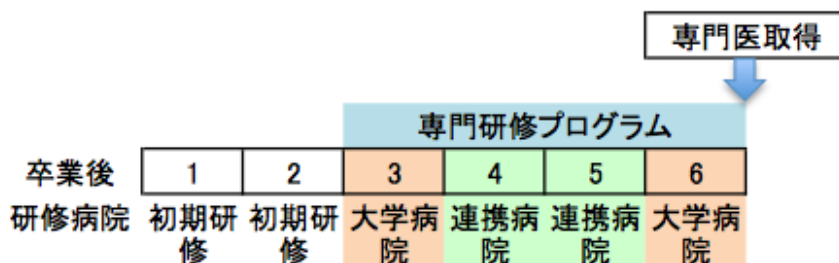 専門医取得
専門研修プログラム
卒業後 1 2 3 4 5 6
研修病院 初期研 初期研 大学病 連携病 連携病 大学病
修 修 院 院 院 院